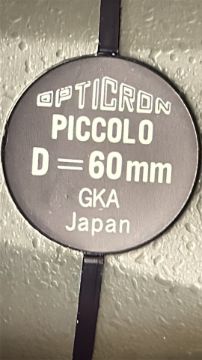 OPTICRON
PICCOLO
D=60mm
GKA
Japan